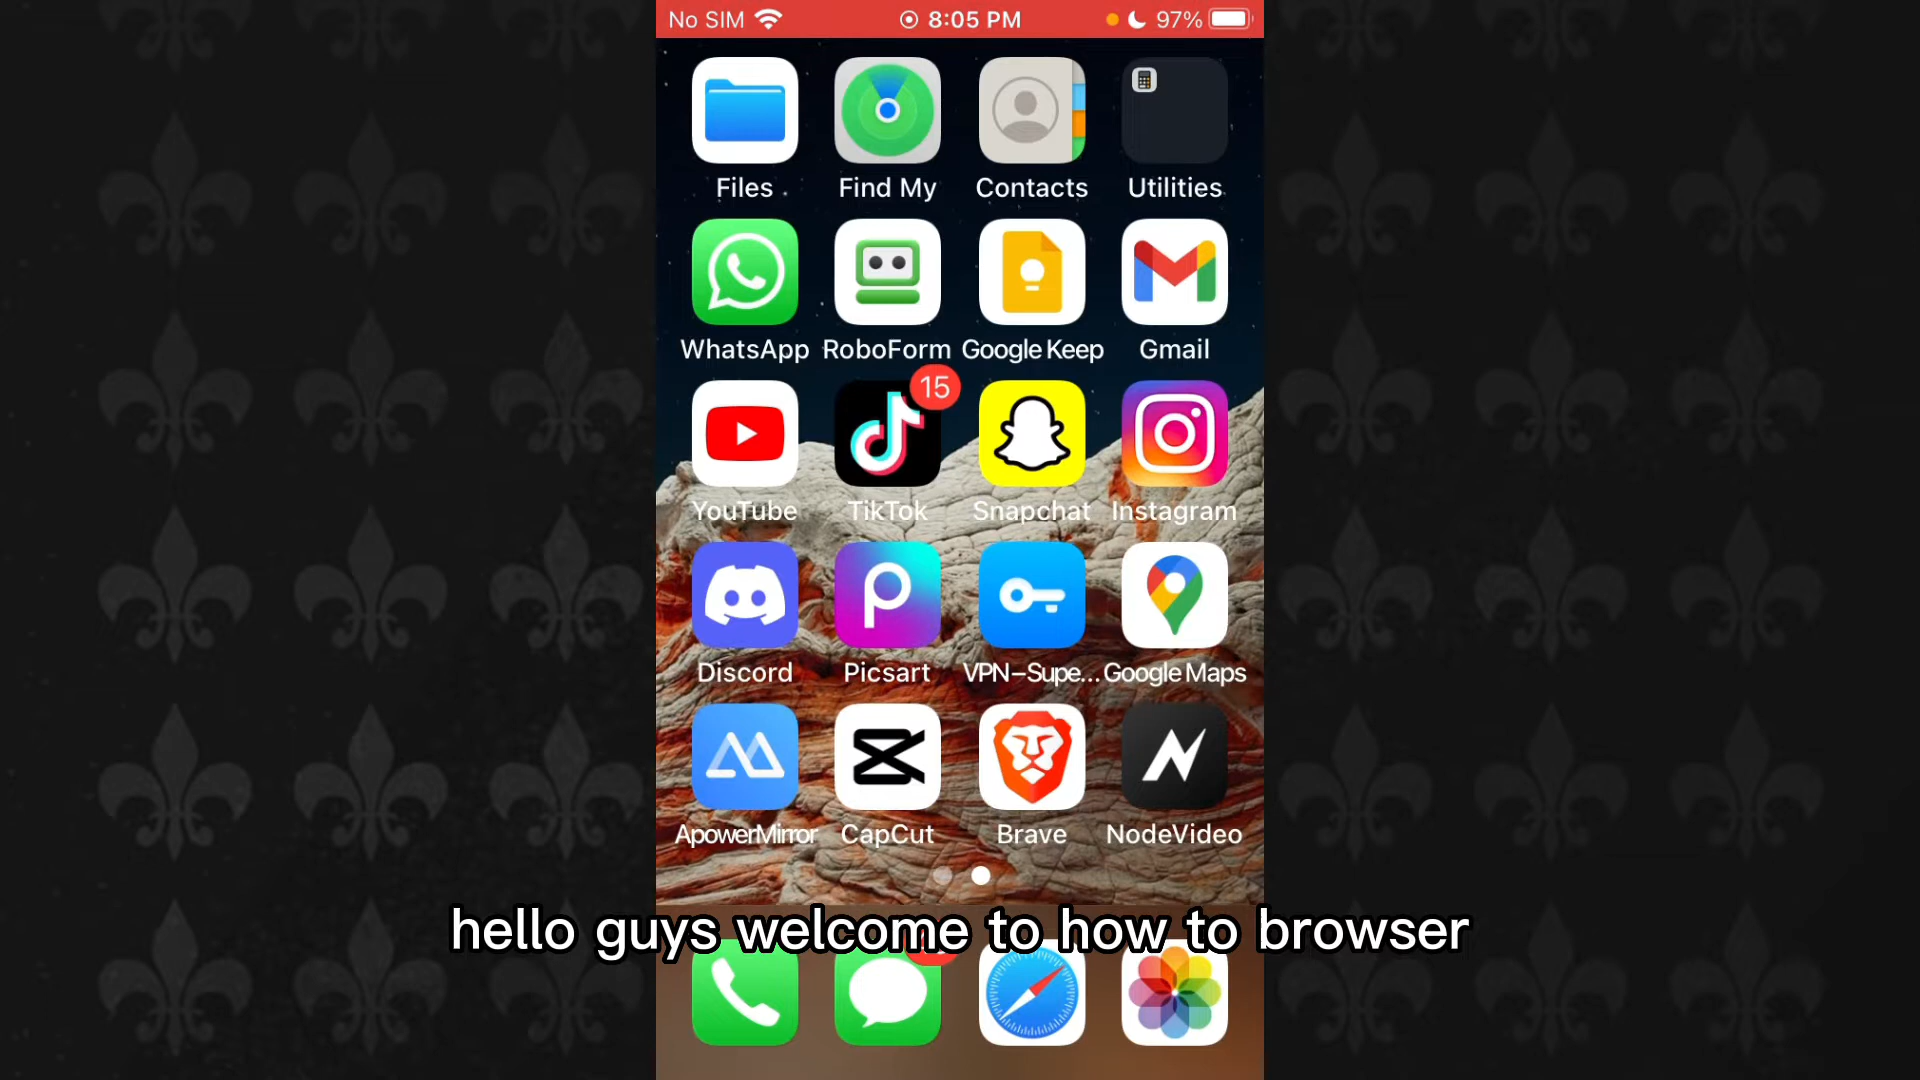 No SIM 8:05 PM 97%
Files Find My Contacts Utilities
WhatsApp RoboForm Google Keep Gmail
15
YouTube TikTok Snapchat Instagram
Discord Picsart VPN–Supe... Google Maps
ApowerMirror CapCut Brave NodeVideo
hello guys welcome to how to browser